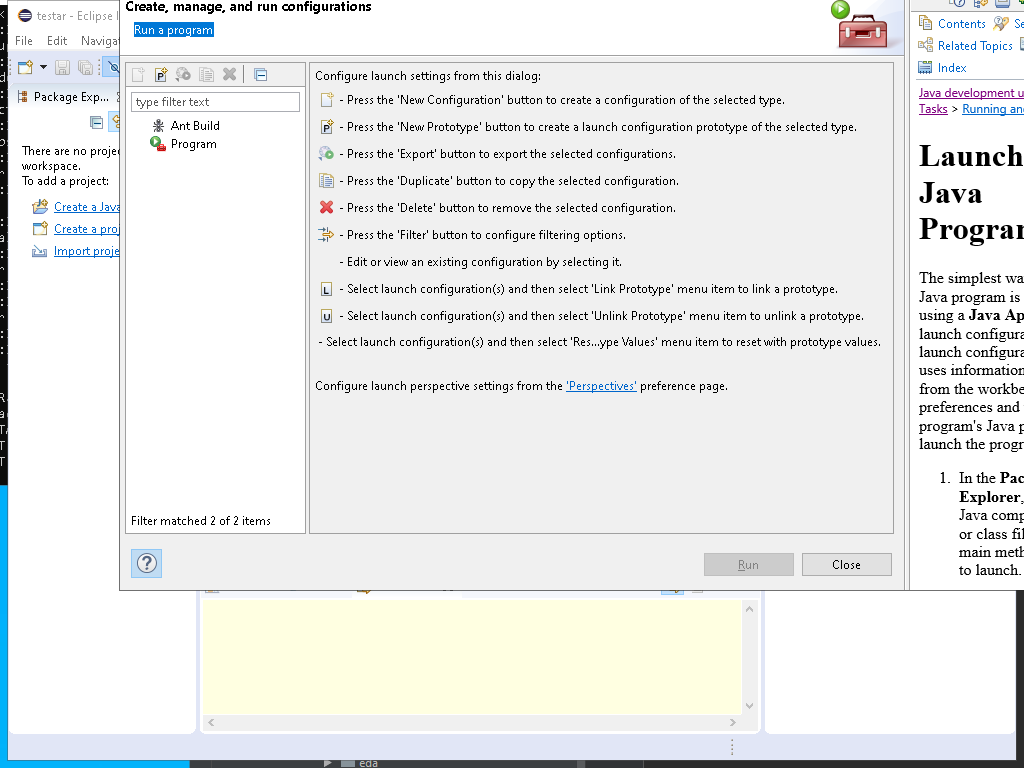 testar - Eclipse I
File Edit Navigat
Package Exp...
There are no proje
workspace.
To add a project:
Create a Java
Create a proj
Import proje
Create, manage, and run configurations
Run a program
type filter text
Ant Build
Program
Filter matched 2 of 2 items
Configure launch settings from this dialog:
- Press the 'New Configuration' button to create a configuration of the selected type.
- Press the 'New Prototype' button to create a launch configuration prototype of the selected type.
- Press the 'Export' button to export the selected configurations.
- Press the 'Duplicate' button to copy the selected configuration.
- Press the 'Delete' button to remove the selected configuration.
- Press the 'Filter' button to configure filtering options.
- Edit or view an existing configuration by selecting it.
L - Select launch configuration(s) and then select 'Link Prototype' menu item to link a prototype.
U - Select launch configuration(s) and then select 'Unlink Prototype' menu item to unlink a prototype.
- Select launch configuration(s) and then select 'Res...ype Values' menu item to reset with prototype values.
Configure launch perspective settings from the 'Perspectives' preference page.
? Run Close
Contents Se
Related Topics
Index
Java development u
Tasks > Running and
Launch
Java
Program
The simplest wa
Java program is
using a Java Ap
launch configura
launch configura
uses information
from the workbe
preferences and
program's Java p
launch the progr
1. In the Pac
Explorer,
Java comp
or class fil
main meth
to launch.
eda